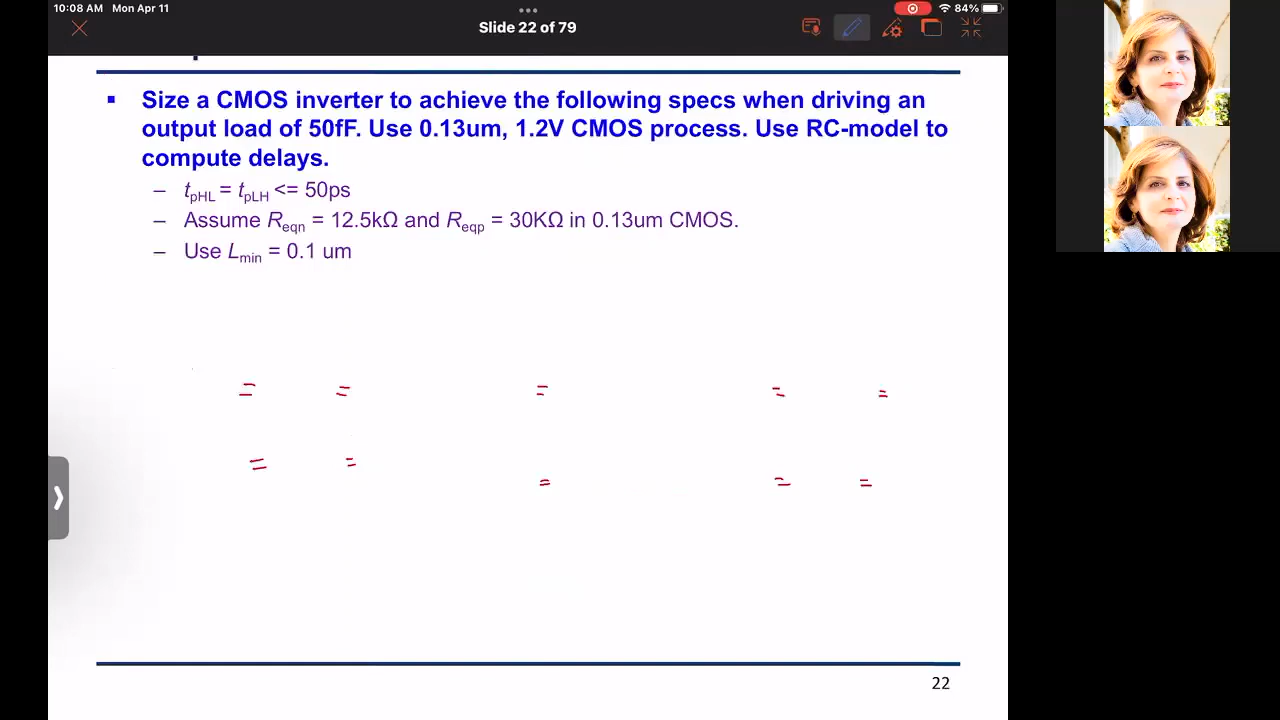 10:08 AM Mon Apr 11
84%
Slide 22 of 79
▪ Size a CMOS inverter to achieve the following specs when driving an
output load of 50fF. Use 0.13um, 1.2V CMOS process. Use RC-model to
compute delays.
– tpHL = tpLH <= 50ps
– Assume Reqn = 12.5kΩ and Reqp = 30KΩ in 0.13um CMOS.
– Use Lmin = 0.1 um
= = = = =
= =
= = =
22